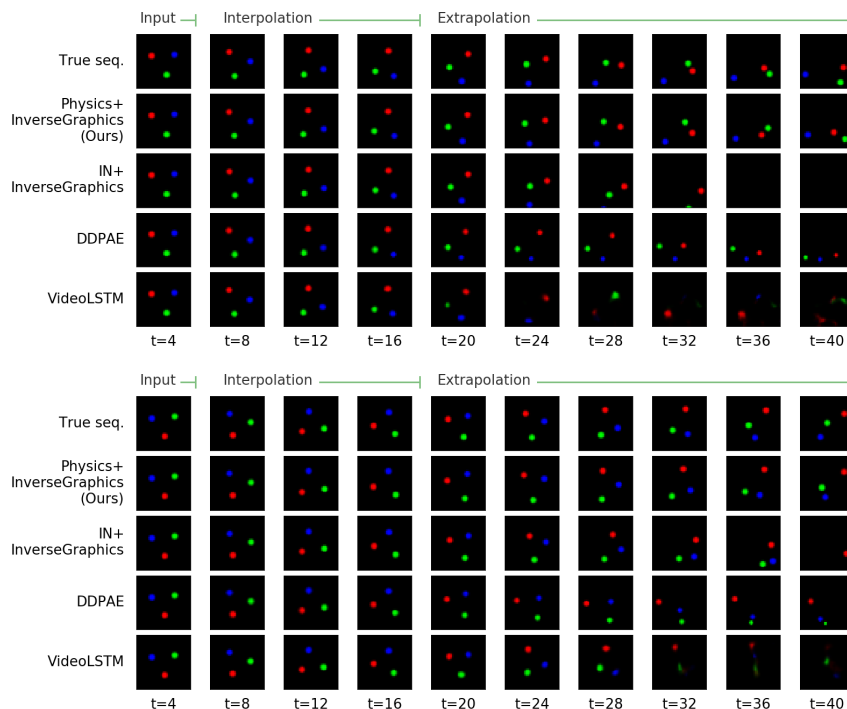 Input Interpolation Extrapolation
True seq.
Physics+
InverseGraphics
(Ours)
IN+
InverseGraphics
DDPAE
VideoLSTM
t=4 t=8 t=12 t=16 t=20 t=24 t=28 t=32 t=36 t=40
Input Interpolation Extrapolation
True seq.
Physics+
InverseGraphics
(Ours)
IN+
InverseGraphics
DDPAE
VideoLSTM
t=4 t=8 t=12 t=16 t=20 t=24 t=28 t=32 t=36 t=40